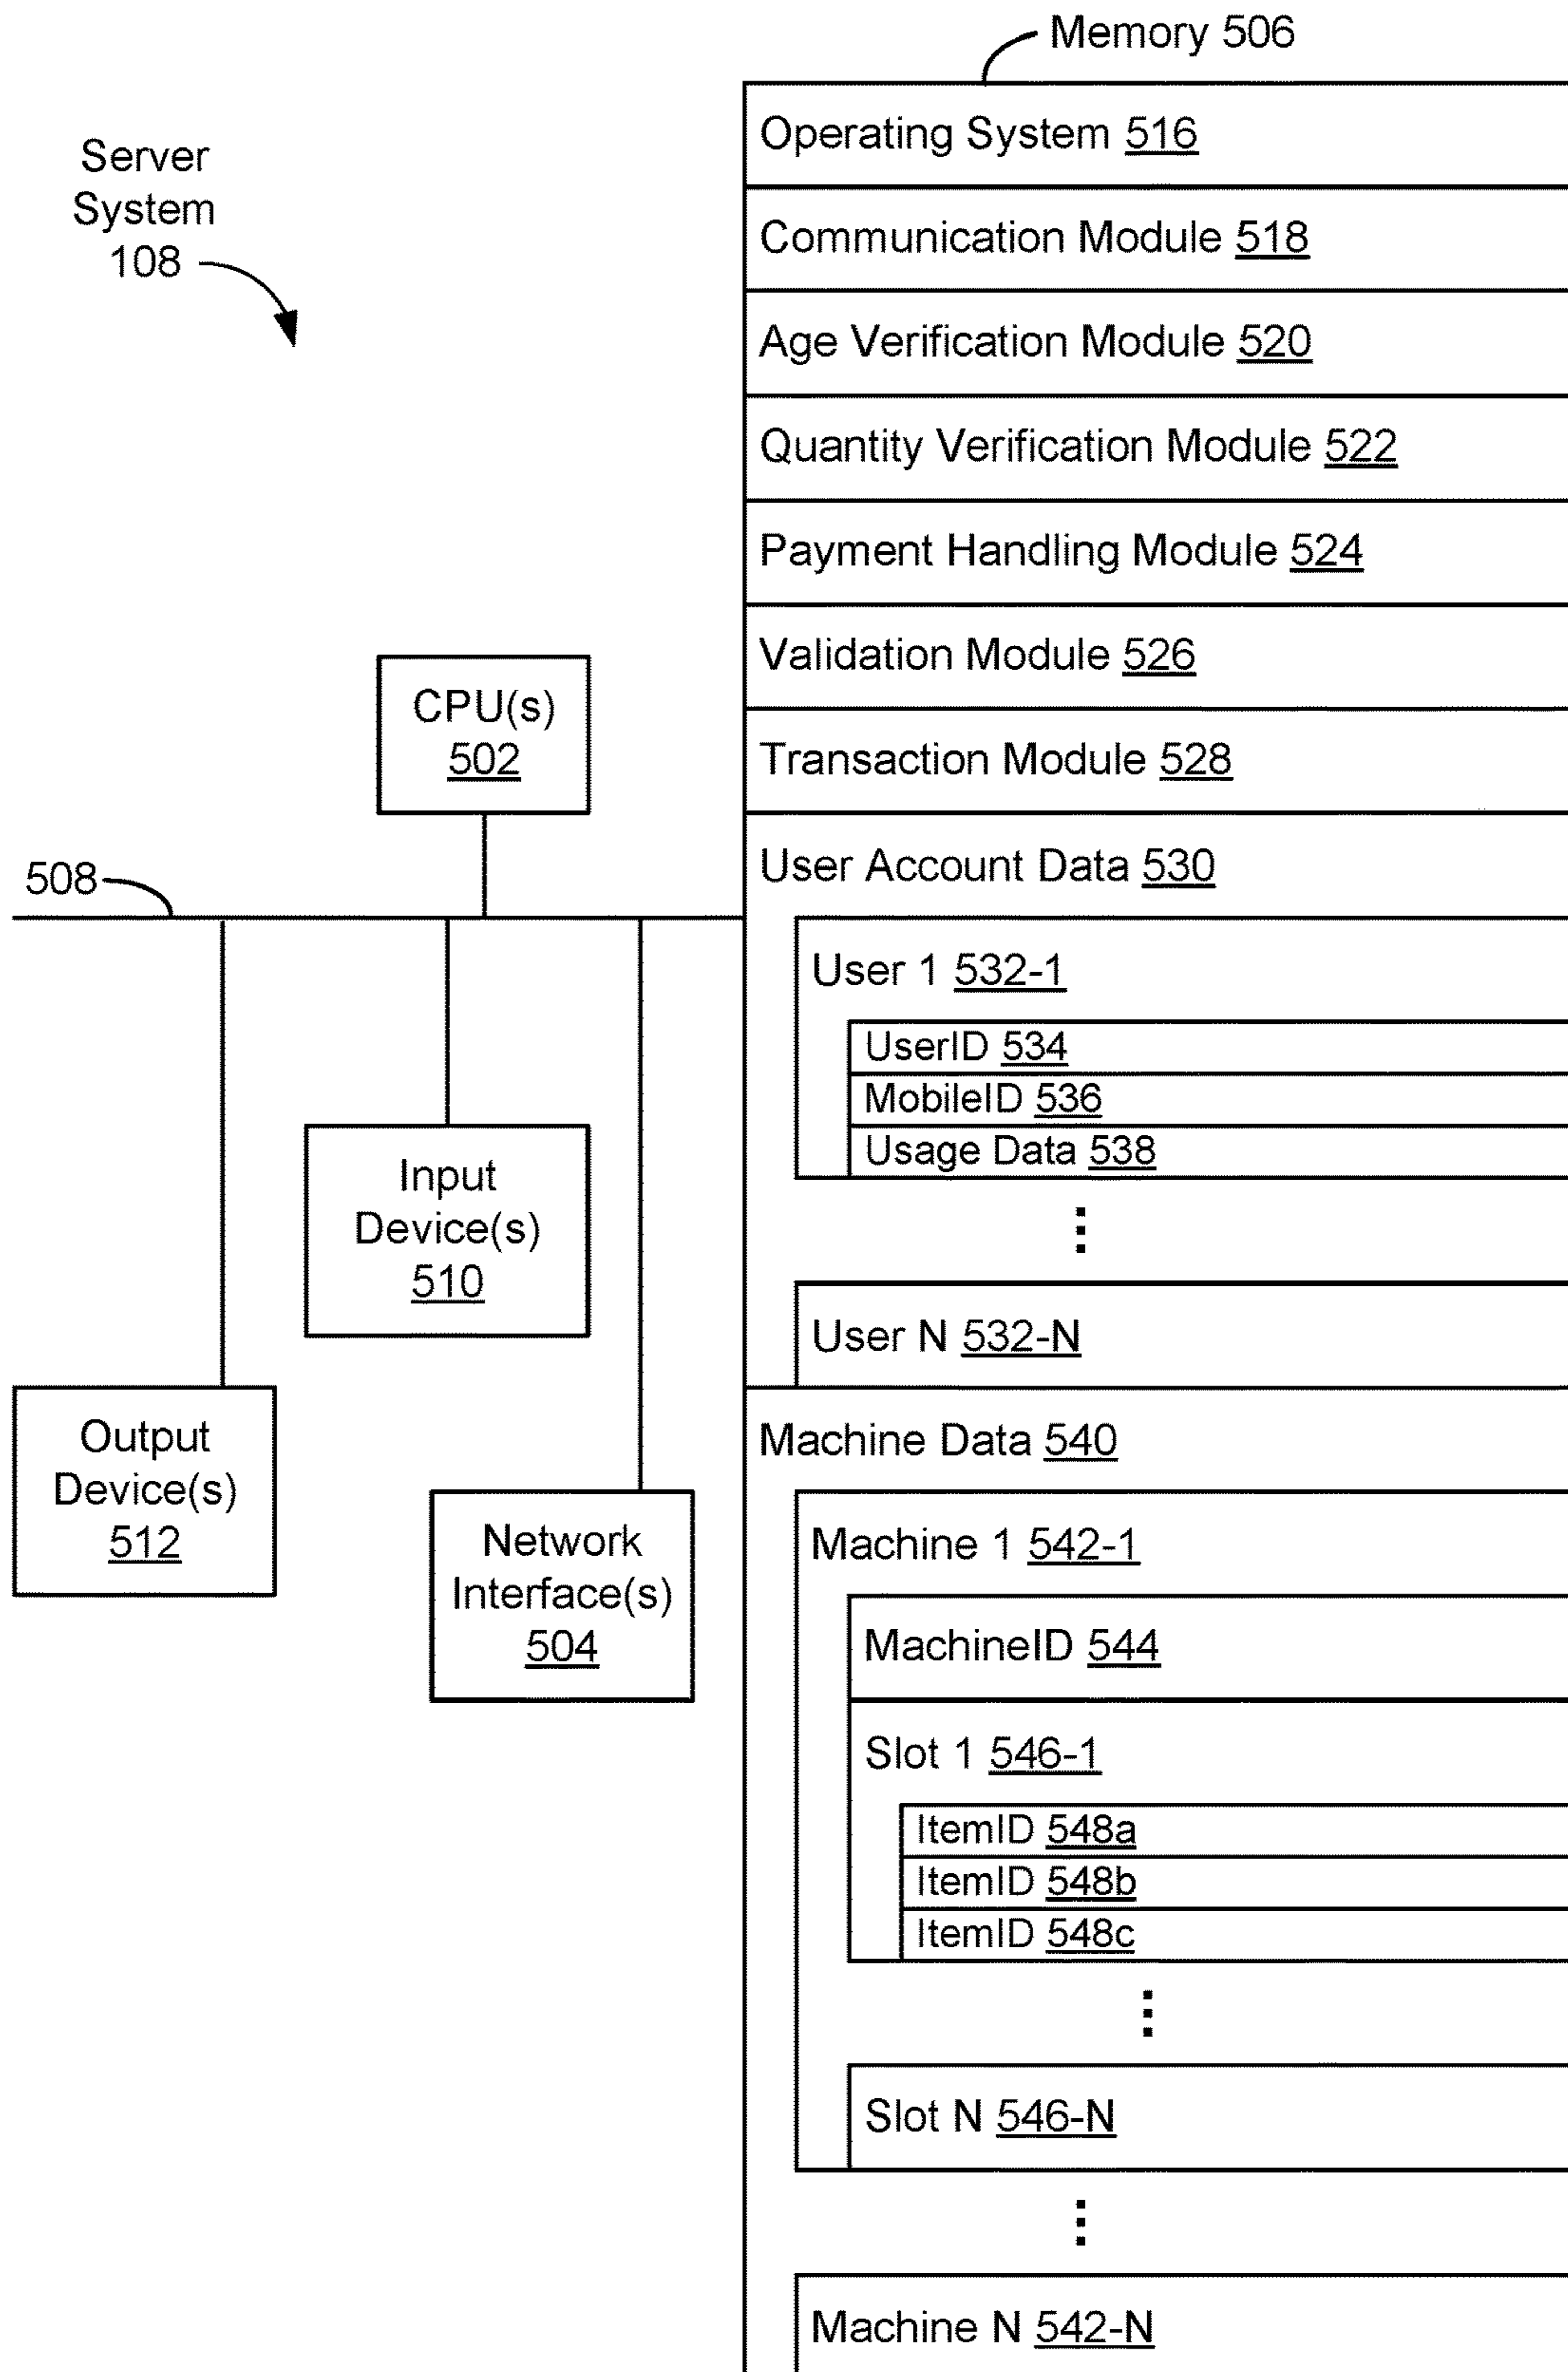 Memory 506
Server
System
108
Operating System 516
Communication Module 518
Age Verification Module 520
Quantity Verification Module 522
Payment Handling Module 524
Validation Module 526
Transaction Module 528
CPU(s)
502
508
Input
Device(s)
510
Output
Device(s)
512
Network
Interface(s)
504
User Account Data 530
User 1 532-1
UserID 534
MobileID 536
Usage Data 538
User N 532-N
Machine Data 540
Machine 1 542-1
MachineID 544
Slot 1 546-1
ItemID 548a
ItemID 548b
ItemID 548c
Slot N 546-N
Machine N 542-N